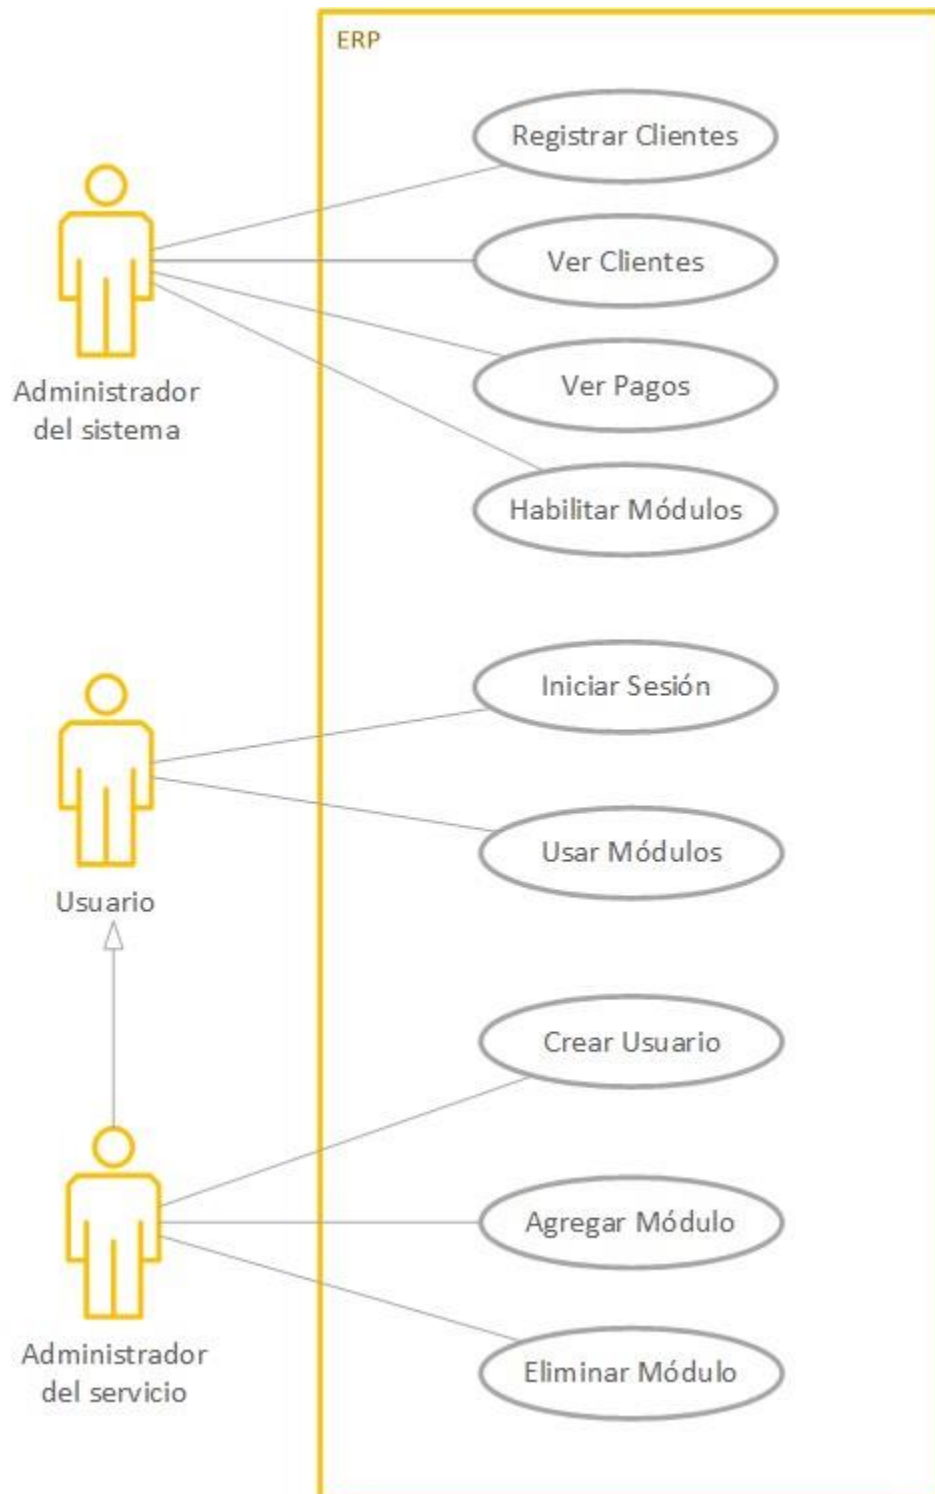 ERP
Registrar Clientes
Ver Clientes
Ver Pagos
Administrador
del sistema
Habilitar Módulos
Iniciar Sesión
Usar Módulos
Usuario
Crear Usuario
Agregar Módulo
Administrador
del servicio
Eliminar Módulo